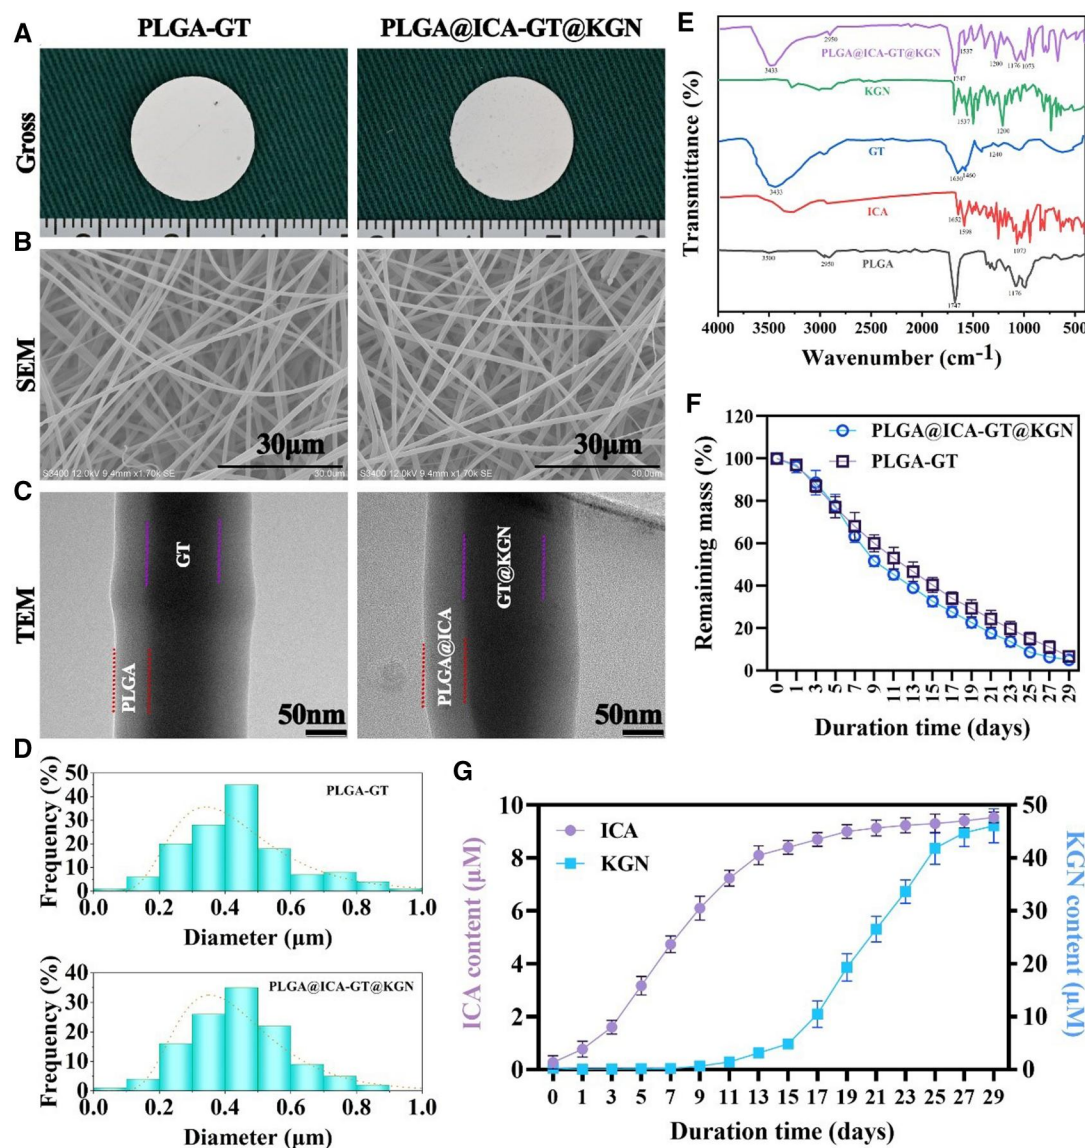 A
PLGA-GT
PLGA@ICA-GT@KGN
Gross
B
SEM
30μm
S3400 12.0kV 9.4mm x1.70k SE
30.0um
30μm
S3400 12.0kV 9.4mm x1.70k SE
30.0um
C
TEM
GT
PLGA
50nm
GT@KGN
PLGA@ICA
50nm
D
Frequency (%)
50
40
30
20
10
0
PLGA-GT
0.0 0.2 0.4 0.6 0.8 1.0
Diameter (μm)
Frequency (%)
40
30
20
10
0
PLGA@ICA-GT@KGN
0.0 0.2 0.4 0.6 0.8 1.0
Diameter (μm)
E
Transmittance (%)
PLGA@ICA-GT@KGN
3433
2950
1747
1537
1200
1176
1073
KGN
1537
1200
GT
3433
1630
1460
1240
ICA
1652
1598
1073
PLGA
3500
2950
1747
1176
4000 3500 3000 2500 2000 1500 1000 500
Wavenumber (cm-1)
F
Remaining mass (%)
120
100
80
60
40
20
0
PLGA@ICA-GT@KGN
PLGA-GT
0 1 3 5 7 9 11 13 15 17 19 21 23 25 27 29
Duration time (days)
G
ICA content (μM)
10
8
6
4
2
0
ICA
KGN
50
40
30
20
10
0
KGN content (μM)
0 1 3 5 7 9 11 13 15 17 19 21 23 25 27 29
Duration time (days)